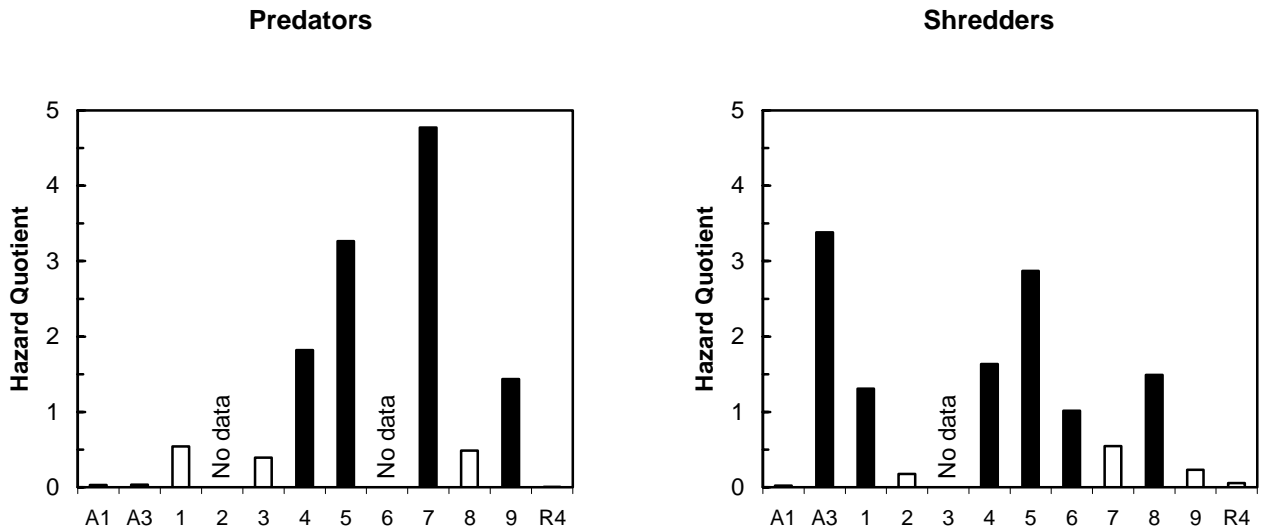 Predators
Hazard Quotient
5
4
3
2
1
0
No data
No data
A1 A3 1 2 3 4 5 6 7 8 9 R4
Shredders
Hazard Quotient
5
4
3
2
1
0
No data
A1 A3 1 2 3 4 5 6 7 8 9 R4